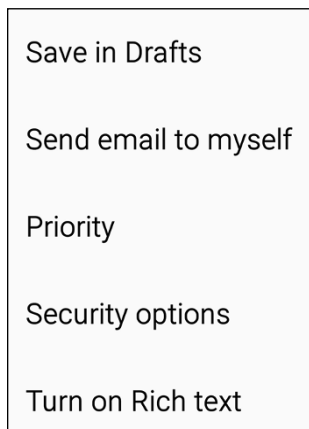 Save in Drafts
Send email to myself
Priority
Security options
Turn on Rich text